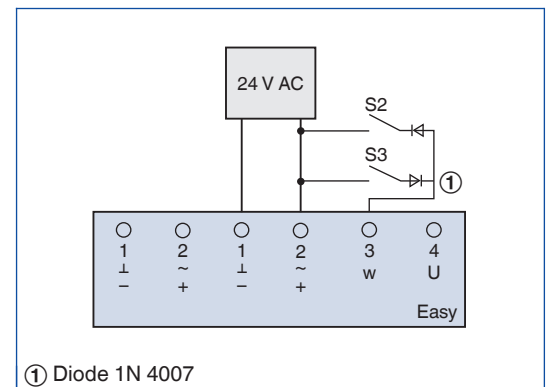 24 V AC
S2
S3
①
1 2 1 2 3 4
⊥ ~ ⊥ ~ w U
– + – +
Easy
① Diode 1N 4007